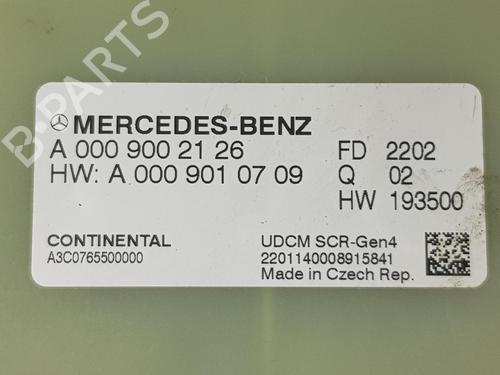 MERCEDES-BENZ
A 000 900 21 26 FD 2202
HW: A 000 901 07 09 Q 02
HW 193500
CONTINENTAL UDCM SCR-Gen4
A3C0765500000 2201140008915841
Made in Czech Rep.
B-PARTS